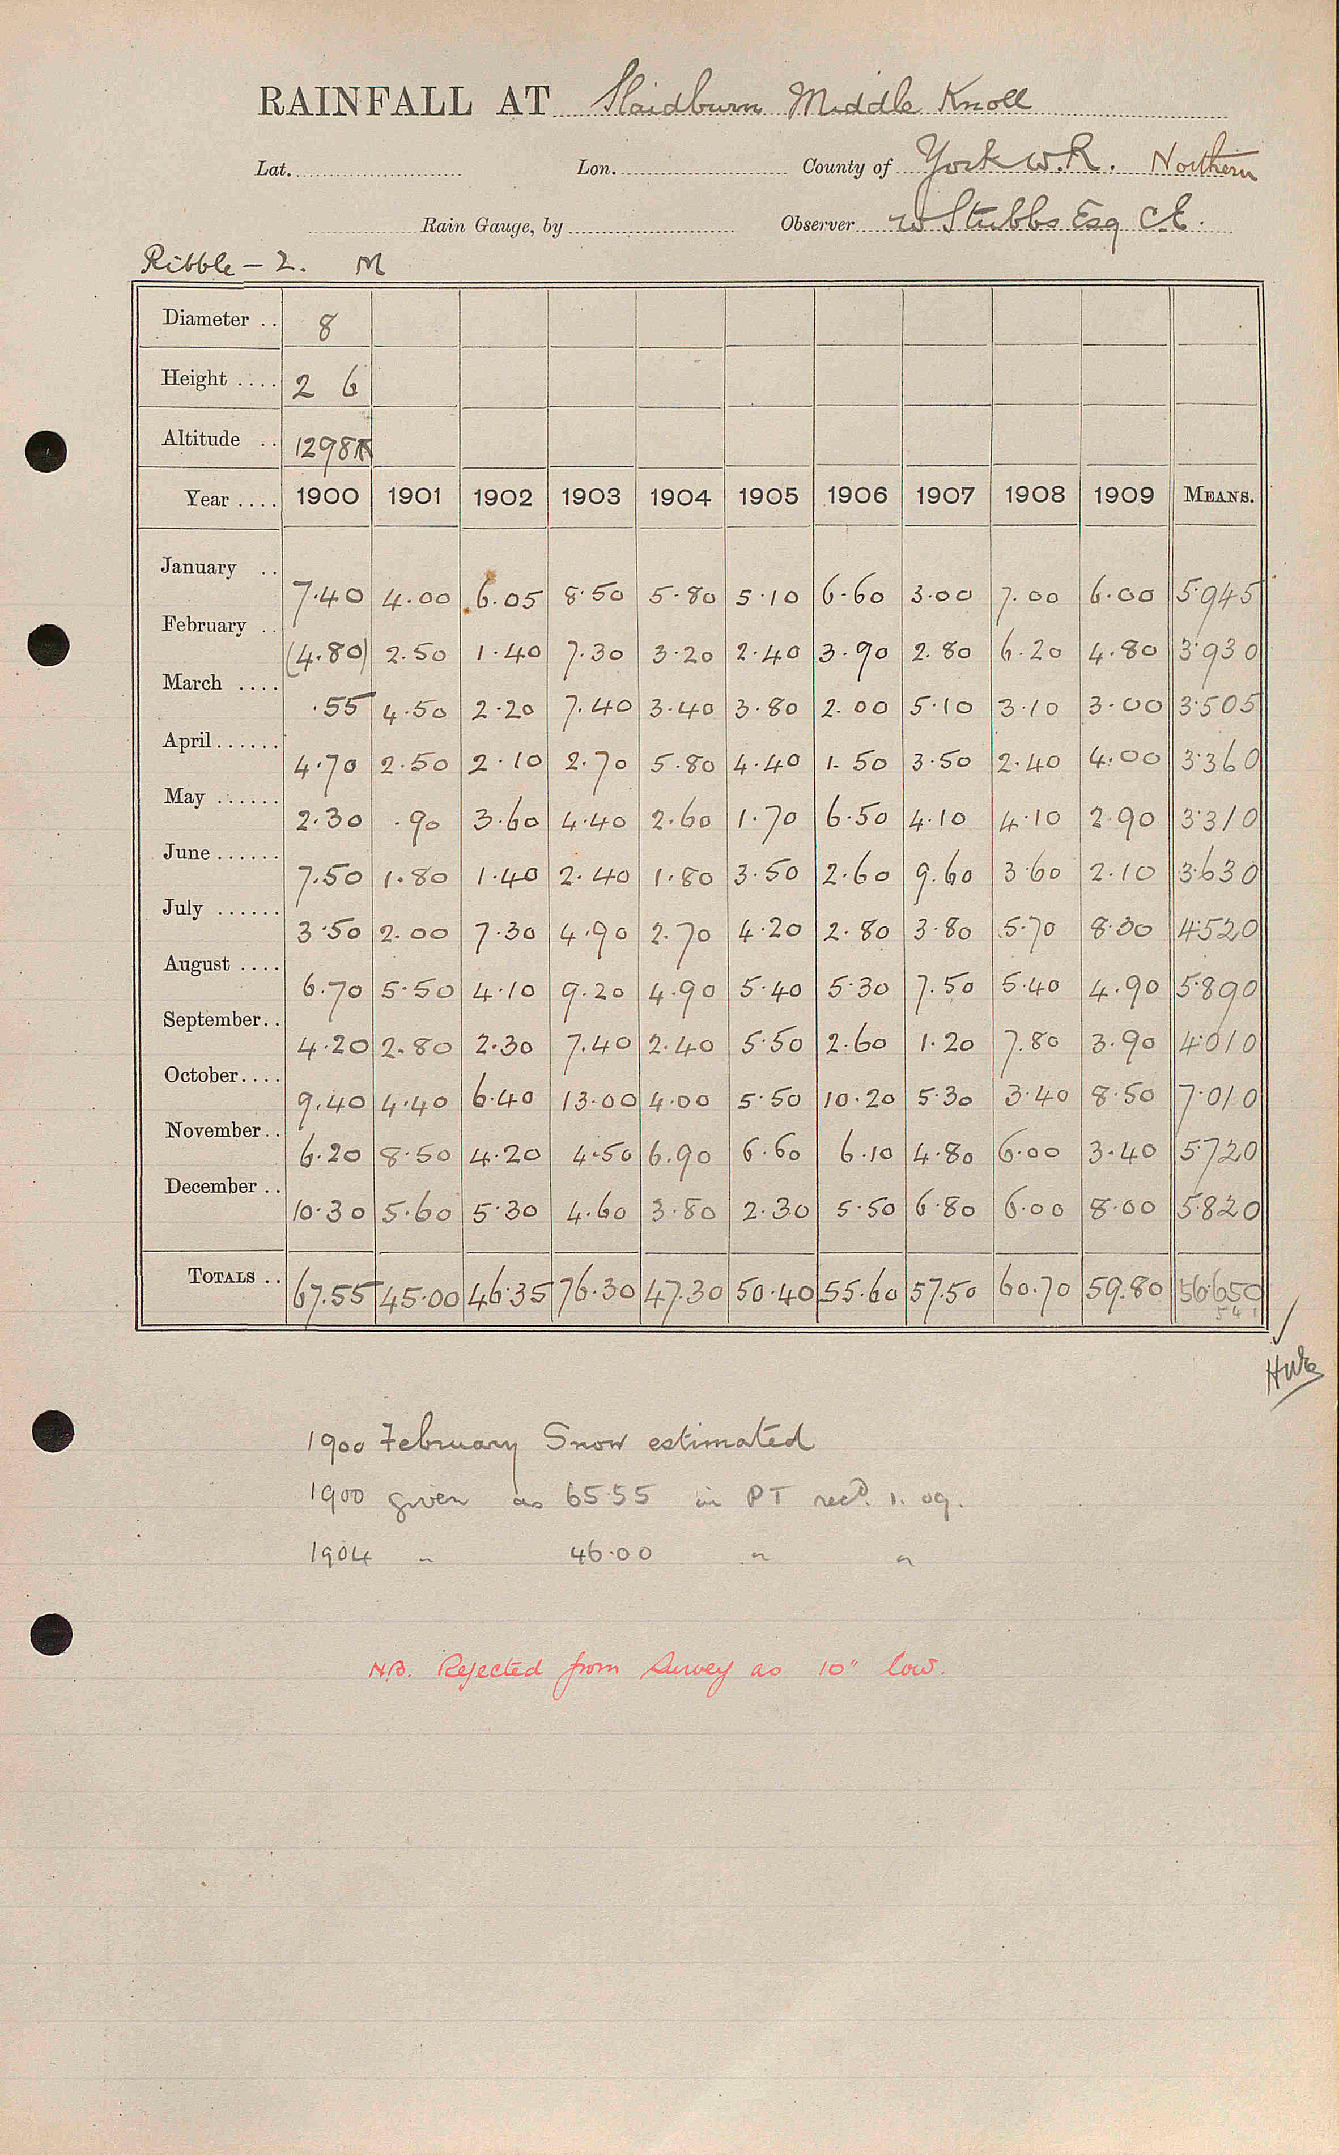 RAINFALL AT Slaidburn Middle Knoll
Lat. Lon. County of York W.R. Northern
Rain Gauge, by Observer W Stubbs Esq C.E.
Ribble - 2. M
Diameter .. 8
Height .... 2 6
Altitude .. 1298
Year .... 1900 1901 1902 1903 1904 1905 1906 1907 1908 1909 MEANS.
January .. 7.40 4.00 6.05 8.50 5.80 5.10 6.60 3.00 7.00 6.00 5.945
February .. (4.80) 2.50 1.40 7.30 3.20 2.40 3.90 2.80 6.20 4.80 3.930
March .... .55 4.50 2.20 7.40 3.40 3.80 2.00 5.10 3.10 3.00 3.505
April ...... 4.70 2.50 2.10 2.70 5.80 4.40 1.50 3.50 2.40 4.00 3.360
May ...... 2.30 .90 3.60 4.40 2.60 1.70 6.50 4.10 4.10 2.90 3.310
June ...... 7.50 1.80 1.40 2.40 1.80 3.50 2.60 9.60 3.60 2.10 3.630
July ...... 3.50 2.00 7.30 4.90 2.70 4.20 2.80 3.80 5.70 8.30 4.520
August .... 6.70 5.50 4.10 9.20 4.90 5.40 5.30 7.50 5.40 4.90 5.890
September .. 4.20 2.80 2.30 7.40 2.40 5.50 2.60 1.20 7.80 3.90 4.010
October .... 9.40 4.40 6.40 13.00 4.00 5.50 10.20 5.30 3.40 8.50 7.010
November .. 6.20 8.50 4.20 4.50 6.90 6.60 6.10 4.80 6.00 3.40 5.720
December .. 10.30 5.60 5.30 4.60 3.80 2.30 5.50 6.80 6.00 8.00 5.820
TOTALS .. 67.55 45.00 46.35 76.30 47.30 50.40 55.60 57.50 60.70 59.80 56.650
541
1900 February Snow estimated
1900 given as 65.55 in PT recd. 1. 09.
1904 " 46.00 " "
N.B. Rejected from Survey as 10" low.